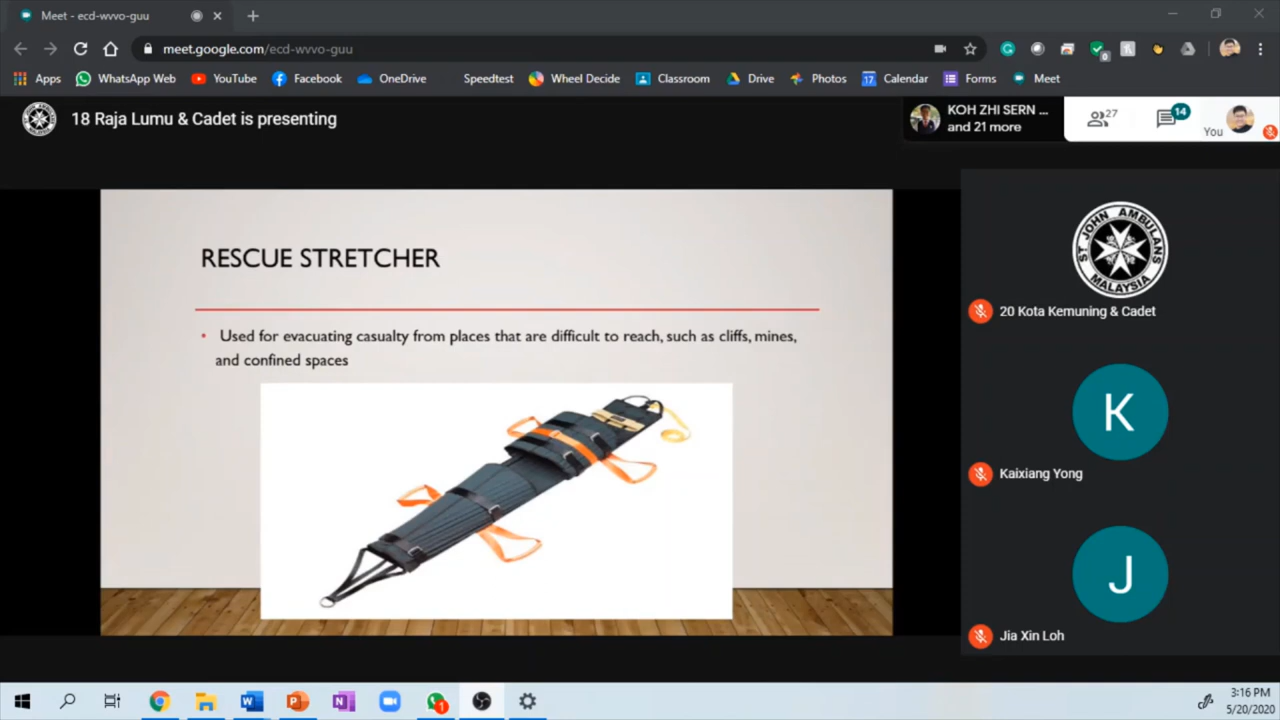 Meet - ecd-wvvo-guu
meet.google.com/ecd-wvvo-guu
Apps WhatsApp Web YouTube Facebook OneDrive Speedtest Wheel Decide Classroom Drive Photos 17 Calendar Forms Meet
18 Raja Lumu & Cadet is presenting
KOH ZHI SERN ...
and 21 more
27
14
You
RESCUE STRETCHER
• Used for evacuating casualty from places that are difficult to reach, such as cliffs, mines,
and confined spaces
ST JOHN AMBULANS
MALAYSIA
20 Kota Kemuning & Cadet
K
Kaixiang Yong
J
Jia Xin Loh
1
3:16 PM
5/20/2020